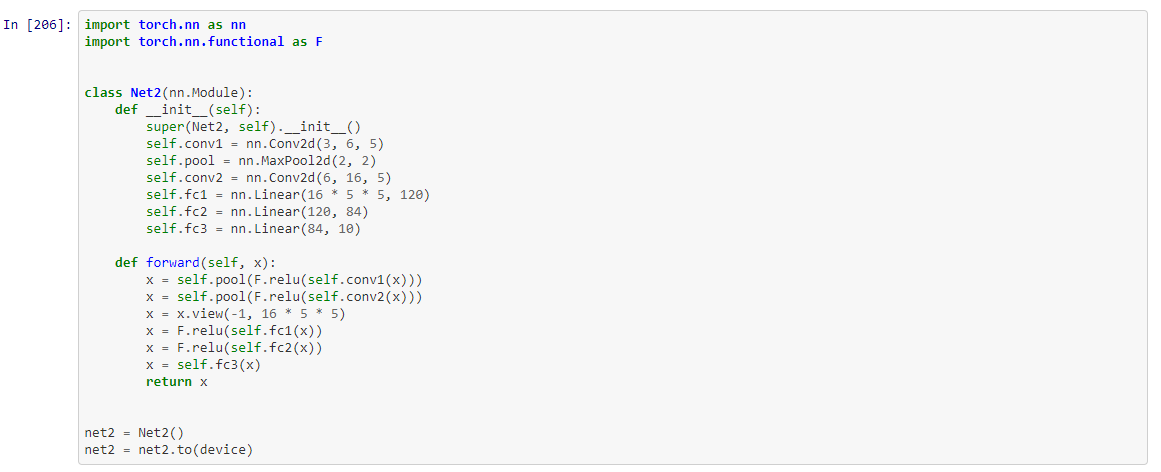 In [206]: import torch.nn as nn
import torch.nn.functional as F
class Net2(nn.Module):
    def __init__(self):
        super(Net2, self).__init__()
        self.conv1 = nn.Conv2d(3, 6, 5)
        self.pool = nn.MaxPool2d(2, 2)
        self.conv2 = nn.Conv2d(6, 16, 5)
        self.fc1 = nn.Linear(16 * 5 * 5, 120)
        self.fc2 = nn.Linear(120, 84)
        self.fc3 = nn.Linear(84, 10)
    def forward(self, x):
        x = self.pool(F.relu(self.conv1(x)))
        x = self.pool(F.relu(self.conv2(x)))
        x = x.view(-1, 16 * 5 * 5)
        x = F.relu(self.fc1(x))
        x = F.relu(self.fc2(x))
        x = self.fc3(x)
        return x
net2 = Net2()
net2 = net2.to(device)